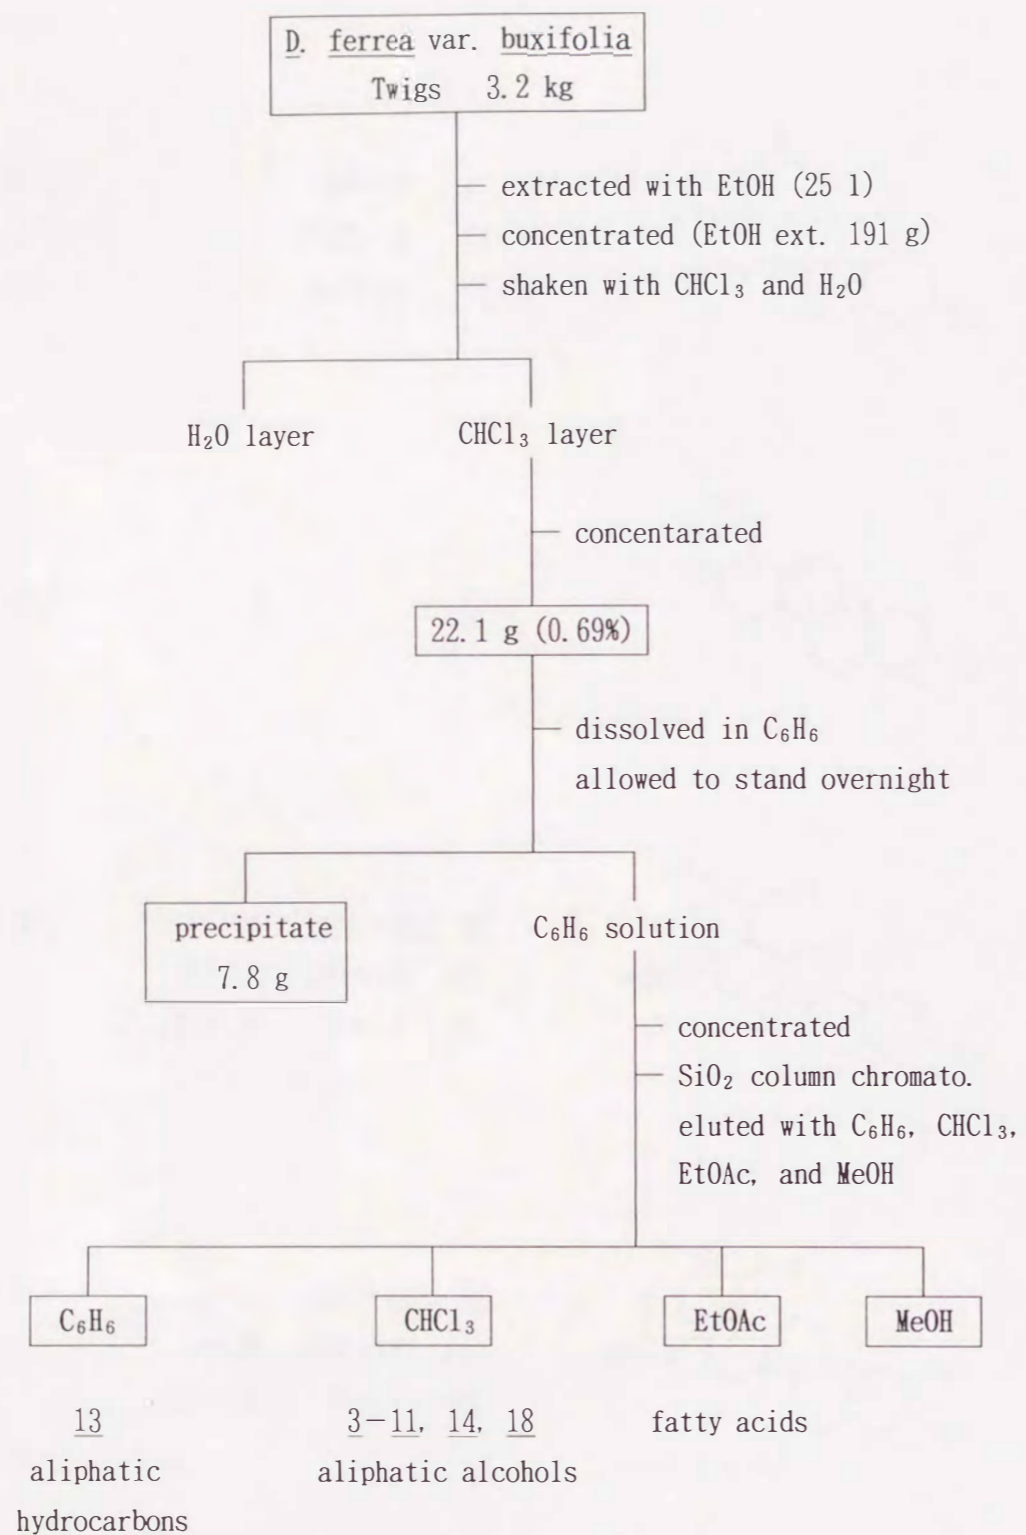 D. ferrea var. buxifolia
Twigs 3.2 kg
extracted with EtOH (25 l)
concentrated (EtOH ext. 191 g)
shaken with CHCl₃ and H₂O
H₂O layer
CHCl₃ layer
concentarated
22.1 g (0.69%)
dissolved in C₆H₆
allowed to stand overnight
precipitate
7.8 g
C₆H₆ solution
concentrated
SiO₂ column chromato.
eluted with C₆H₆, CHCl₃,
EtOAc, and MeOH
C₆H₆
CHCl₃
EtOAc
MeOH
13
aliphatic
hydrocarbons
3-11, 14, 18
aliphatic alcohols
fatty acids